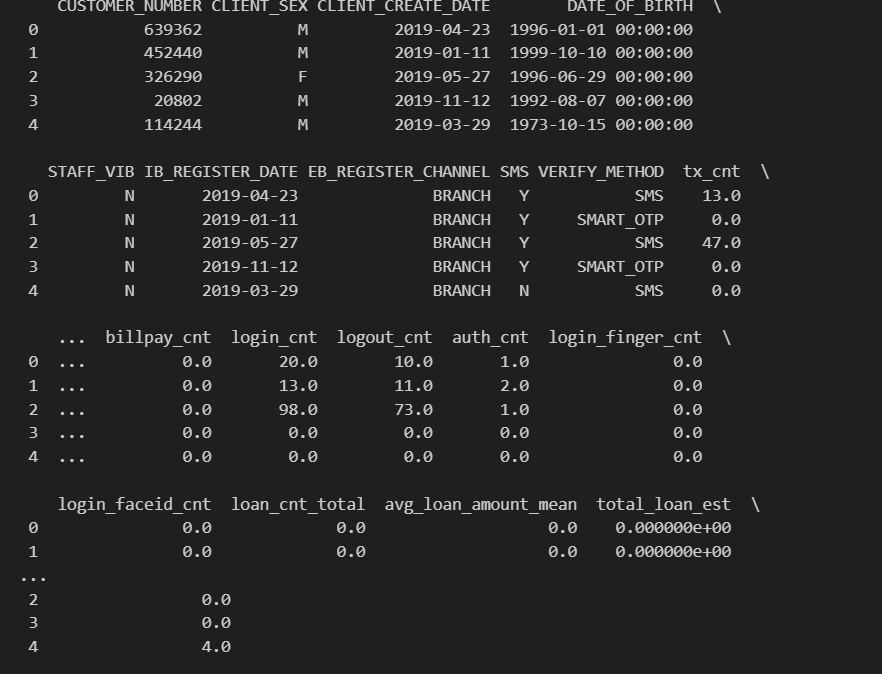 CUSTOMER_NUMBER CLIENT_SEX CLIENT_CREATE_DATE        DATE_OF_BIRTH  \
0           639362          M         2019-04-23  1996-01-01 00:00:00
1           452440          M         2019-01-11  1999-10-10 00:00:00
2           326290          F         2019-05-27  1996-06-29 00:00:00
3            20802          M         2019-11-12  1992-08-07 00:00:00
4           114244          M         2019-03-29  1973-10-15 00:00:00
STAFF_VIB IB_REGISTER_DATE EB_REGISTER_CHANNEL SMS VERIFY_METHOD  tx_cnt  \
0         N       2019-04-23              BRANCH   Y           SMS    13.0
1         N       2019-01-11              BRANCH   Y     SMART_OTP     0.0
2         N       2019-05-27              BRANCH   Y           SMS    47.0
3         N       2019-11-12              BRANCH   Y     SMART_OTP     0.0
4         N       2019-03-29              BRANCH   N           SMS     0.0
...  billpay_cnt  login_cnt  logout_cnt  auth_cnt  login_finger_cnt  \
0  ...          0.0       20.0        10.0       1.0               0.0
1  ...          0.0       13.0        11.0       2.0               0.0
2  ...          0.0       98.0        73.0       1.0               0.0
3  ...          0.0        0.0         0.0       0.0               0.0
4  ...          0.0        0.0         0.0       0.0               0.0
login_faceid_cnt  loan_cnt_total  avg_loan_amount_mean  total_loan_est  \
0               0.0             0.0                   0.0    0.000000e+00
1               0.0             0.0                   0.0    0.000000e+00
...
2                 0.0
3                 0.0
4                 4.0